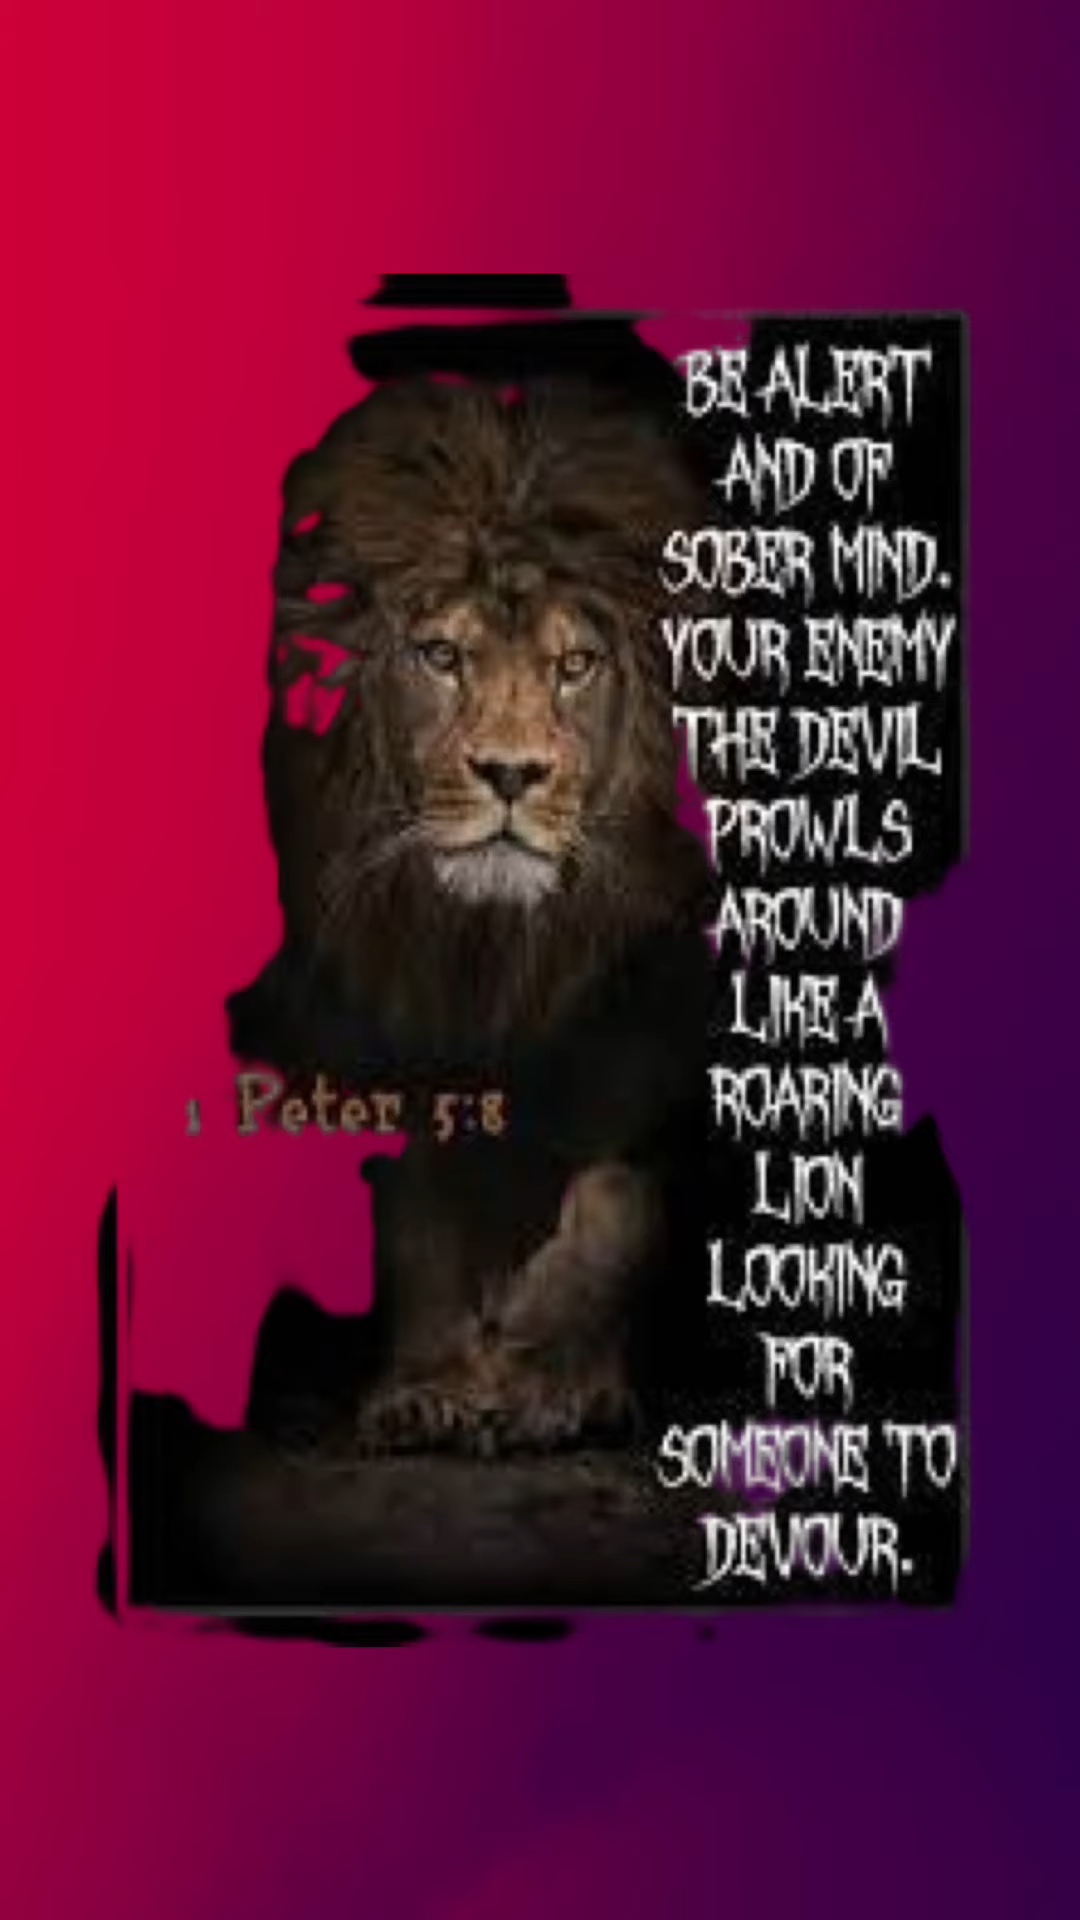 BE ALERT
AND OF
SOBER MIND.
YOUR ENEMY
THE DEVIL
PROWLS
AROUND
LIKE A
ROARING
LION
LOOKING
FOR
SOMEONE TO
DEVOUR.
1 Peter 5:8